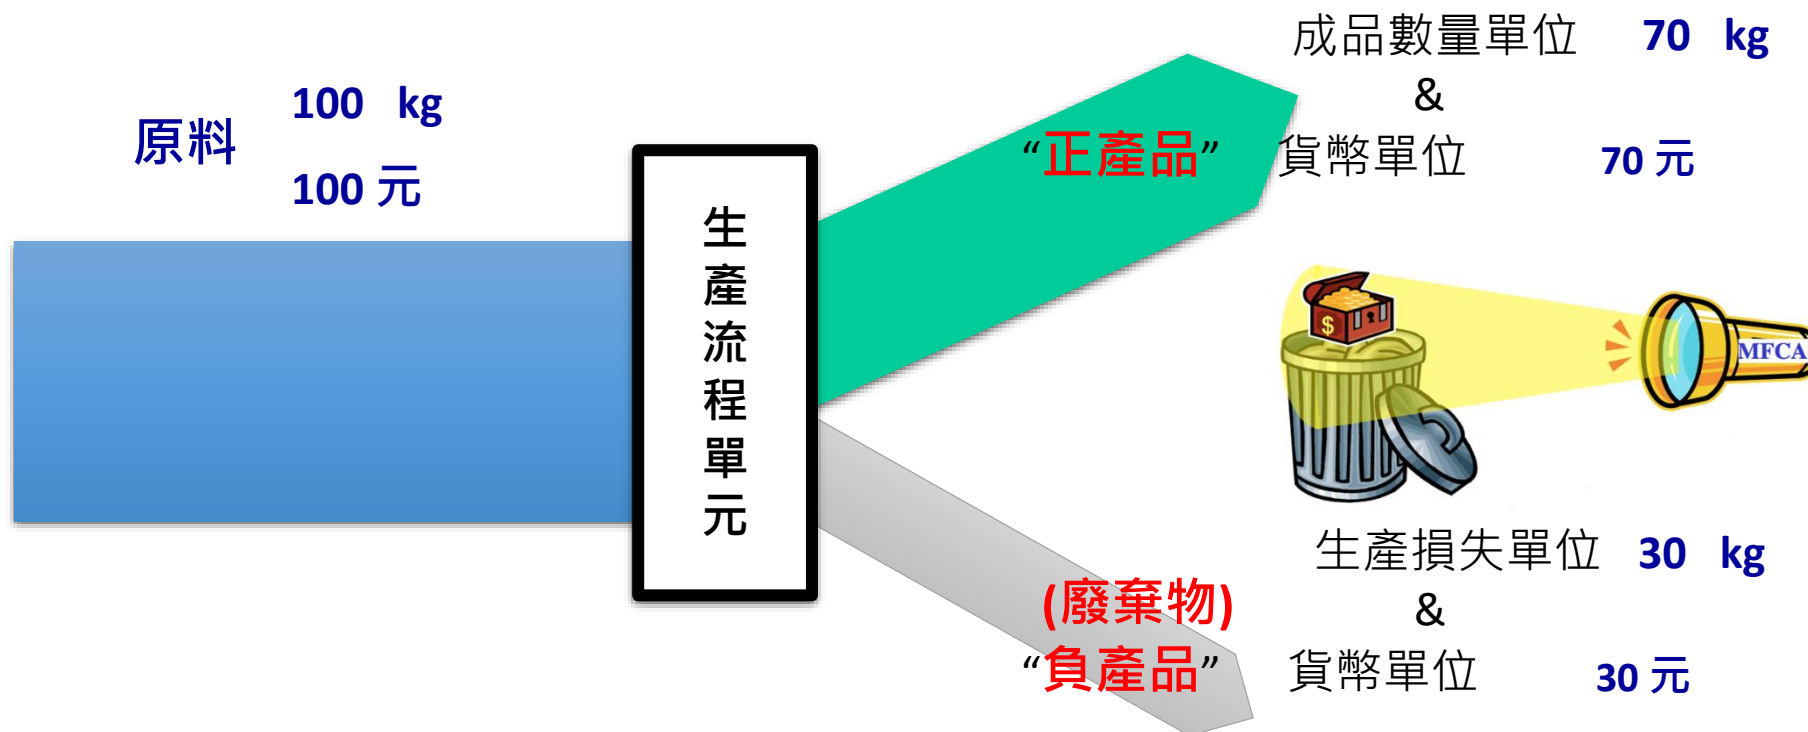 原料
100 kg
100 元
生產流程單元
“正產品”
成品數量單位 70 kg
&
貨幣單位 70 元
$
MFCA
(廢棄物)
“負產品”
生產損失單位 30 kg
&
貨幣單位 30 元